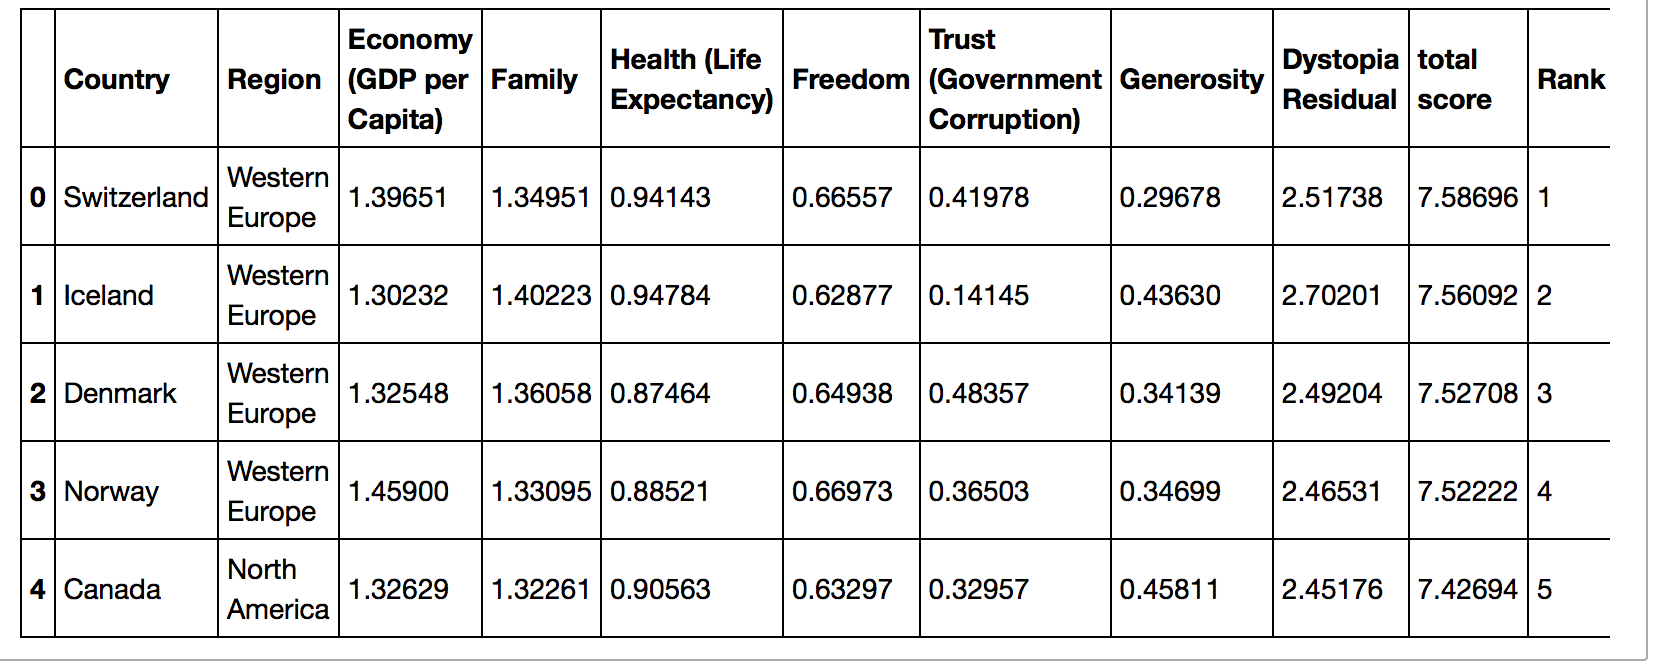 Country Region Economy (GDP per Capita) Family Health (Life Expectancy) Freedom Trust (Government Corruption) Generosity Dystopia Residual total score Rank
0 Switzerland Western Europe 1.39651 1.34951 0.94143 0.66557 0.41978 0.29678 2.51738 7.58696 1
1 Iceland Western Europe 1.30232 1.40223 0.94784 0.62877 0.14145 0.43630 2.70201 7.56092 2
2 Denmark Western Europe 1.32548 1.36058 0.87464 0.64938 0.48357 0.34139 2.49204 7.52708 3
3 Norway Western Europe 1.45900 1.33095 0.88521 0.66973 0.36503 0.34699 2.46531 7.52222 4
4 Canada North America 1.32629 1.32261 0.90563 0.63297 0.32957 0.45811 2.45176 7.42694 5